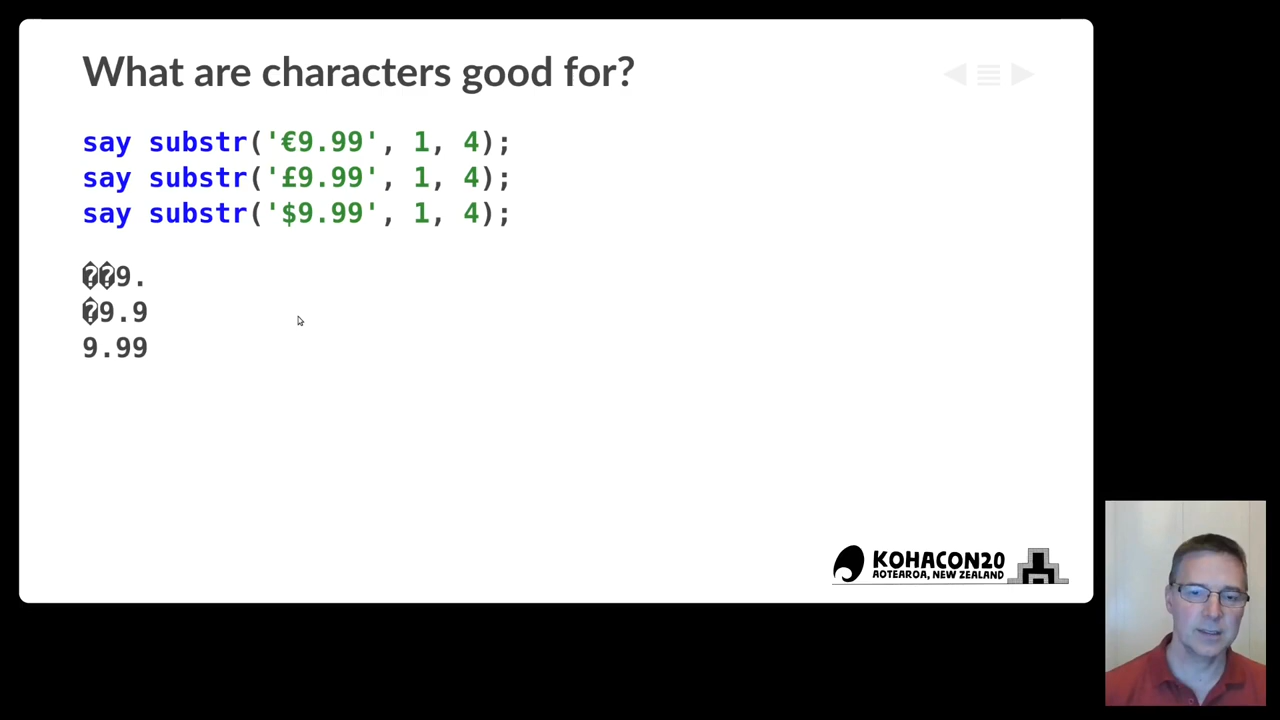 What are characters good for?
say substr('€9.99', 1, 4);
say substr('£9.99', 1, 4);
say substr('$9.99', 1, 4);
��9.
�9.9
9.99
KOHACON20
AOTEAROA, NEW ZEALAND